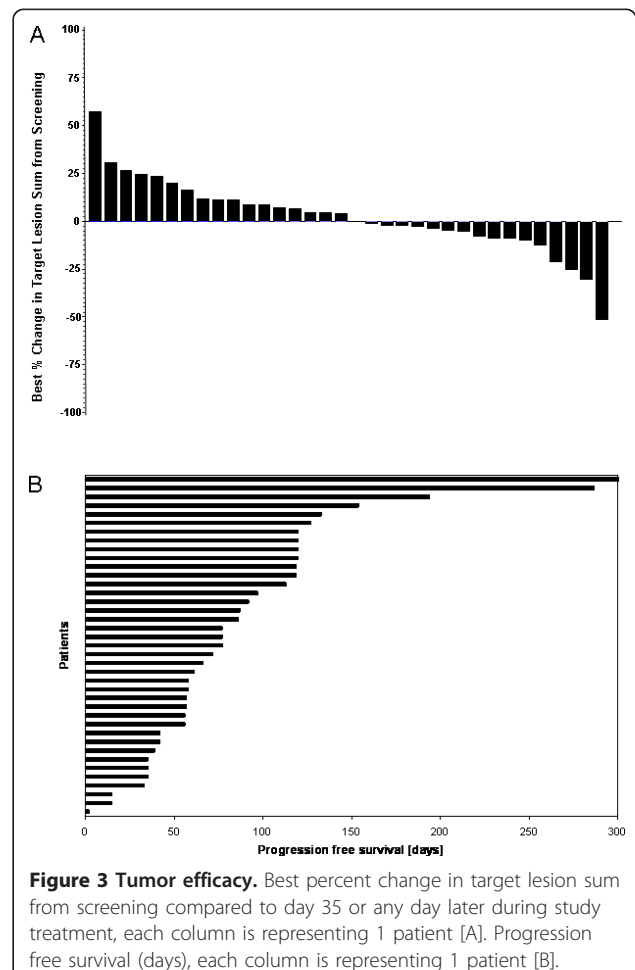 A
Best % Change in Target Lesion Sum from Screening
100
75
50
25
0
-25
-50
-75
-100
B
Patients
0 50 100 150 200 250 300
Progression free survival [days]
Figure 3 Tumor efficacy. Best percent change in target lesion sum
from screening compared to day 35 or any day later during study
treatment, each column is representing 1 patient [A]. Progression
free survival (days), each column is representing 1 patient [B].